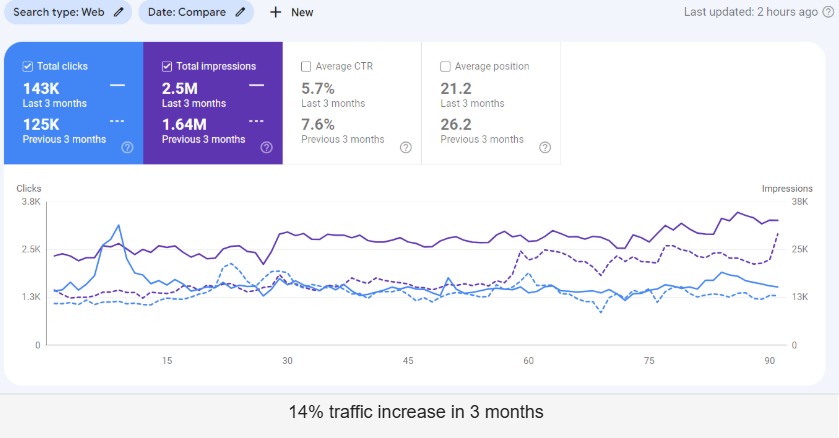 Search type: Web Date: Compare + New Last updated: 2 hours ago
Total clicks Total impressions Average CTR Average position
143K 2.5M 5.7% 21.2
Last 3 months Last 3 months Last 3 months Last 3 months
125K 1.64M 7.6% 26.2
Previous 3 months Previous 3 months Previous 3 months Previous 3 months
Clicks Impressions
3.8K 38K
2.5K 25K
1.3K 13K
0 0
15 30 45 60 75 90
14% traffic increase in 3 months